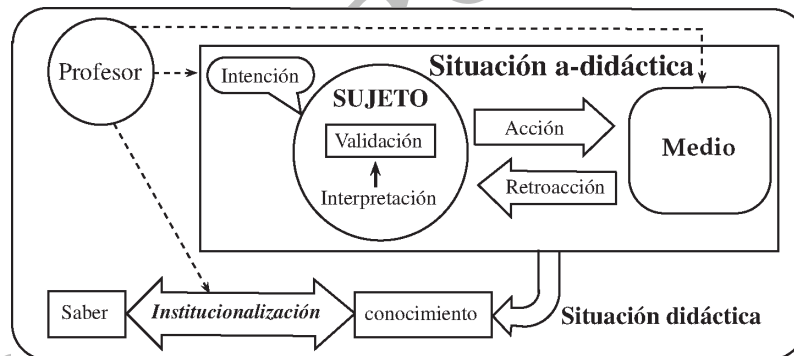 Profesor
Situación a-didáctica
Intención
SUJETO
Validación
Interpretación
Acción
Retroacción
Medio
Saber
Institucionalización
conocimiento
Situación didáctica